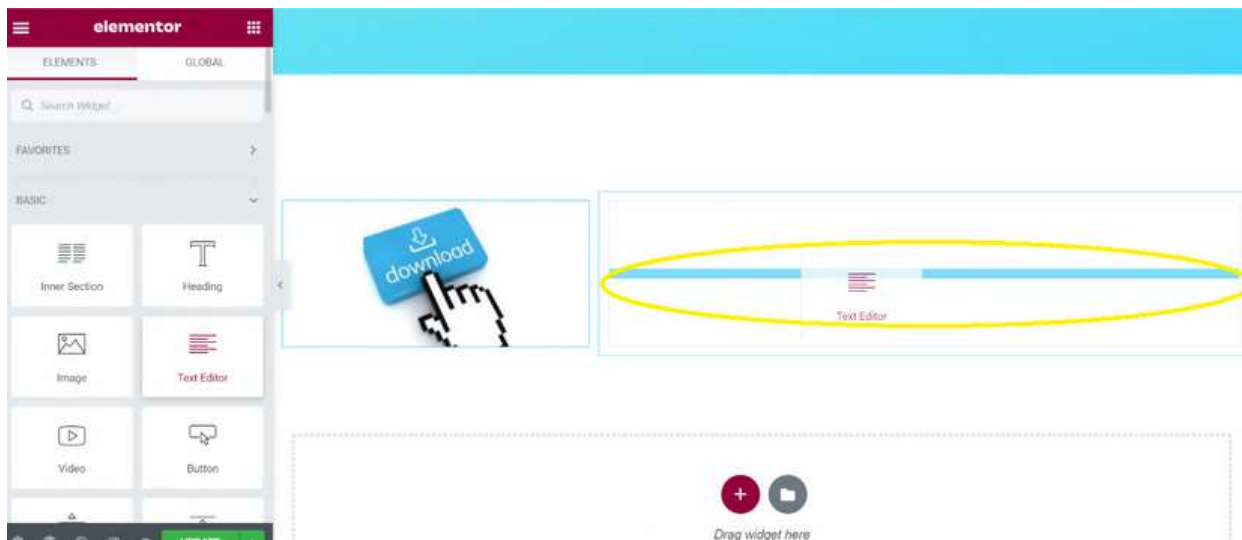 elementor
ELEMENTS GLOBAL
Search Widget...
FAVORITES
BASIC
Inner Section Heading
Image Text Editor
Video Button
UPDATE
download
Text Editor
Drag widget here